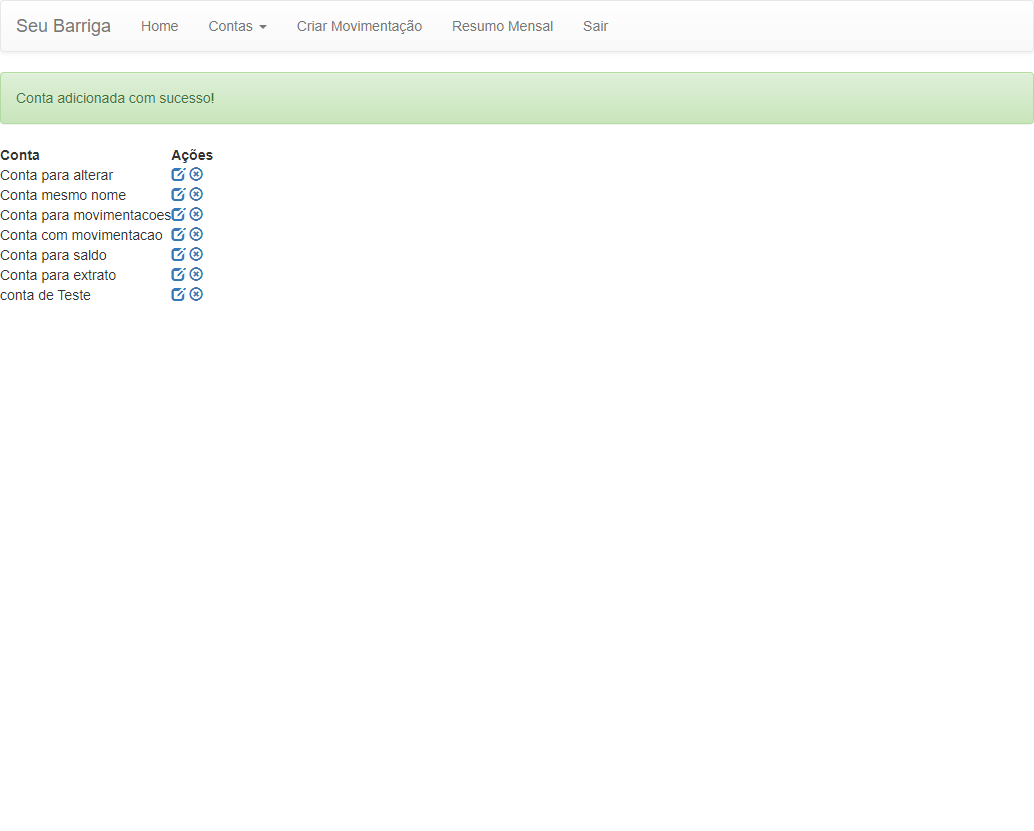 Seu Barriga Home Contas Criar Movimentação Resumo Mensal Sair
Conta adicionada com sucesso!
Conta Ações
Conta para alterar
Conta mesmo nome
Conta para movimentacoes
Conta com movimentacao
Conta para saldo
Conta para extrato
conta de Teste